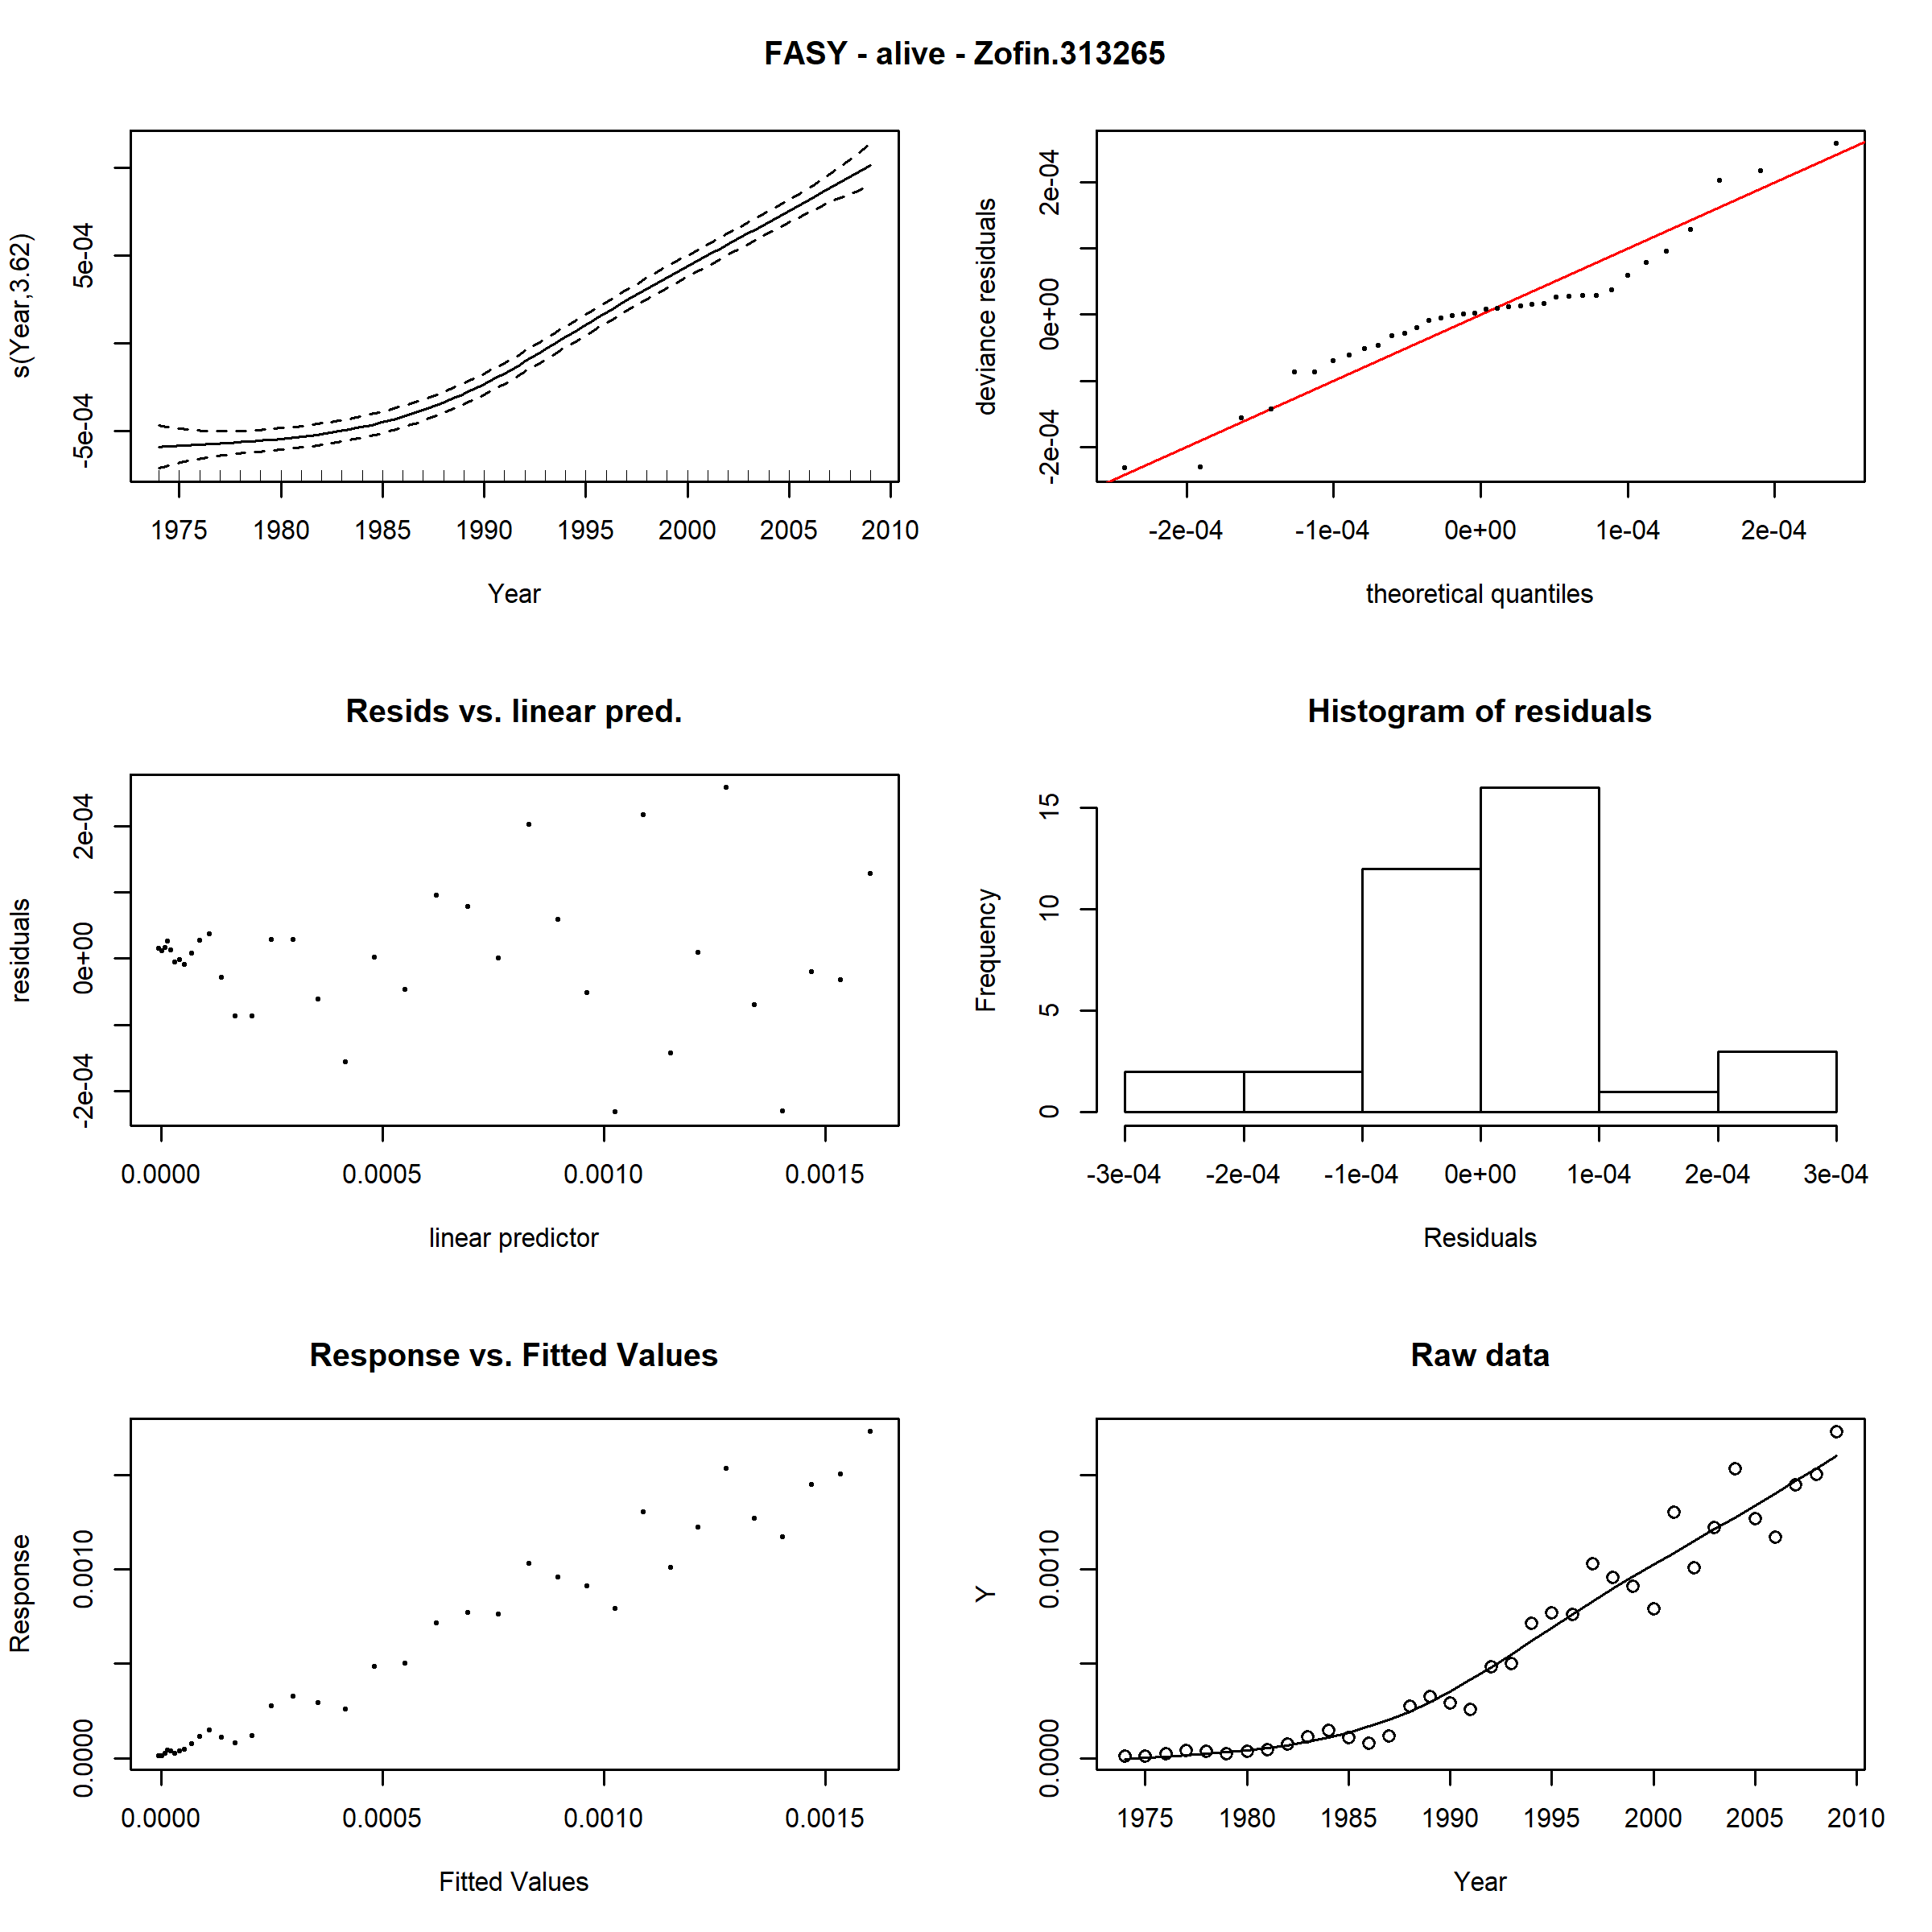 FASY - alive - Zofin.313265
s(Year,3.62)
-5e-04 5e-04
1975 1980 1985 1990 1995 2000 2005 2010
Year
deviance residuals
-2e-04 0e+00 2e-04
-2e-04 -1e-04 0e+00 1e-04 2e-04
theoretical quantiles
Resids vs. linear pred.
residuals
-2e-04 0e+00 2e-04
0.0000 0.0005 0.0010 0.0015
linear predictor
Histogram of residuals
Frequency
0 5 10 15
-3e-04 -2e-04 -1e-04 0e+00 1e-04 2e-04 3e-04
Residuals
Response vs. Fitted Values
Response
0.0000 0.0010
0.0000 0.0005 0.0010 0.0015
Fitted Values
Raw data
Y
0.0000 0.0010
1975 1980 1985 1990 1995 2000 2005 2010
Year